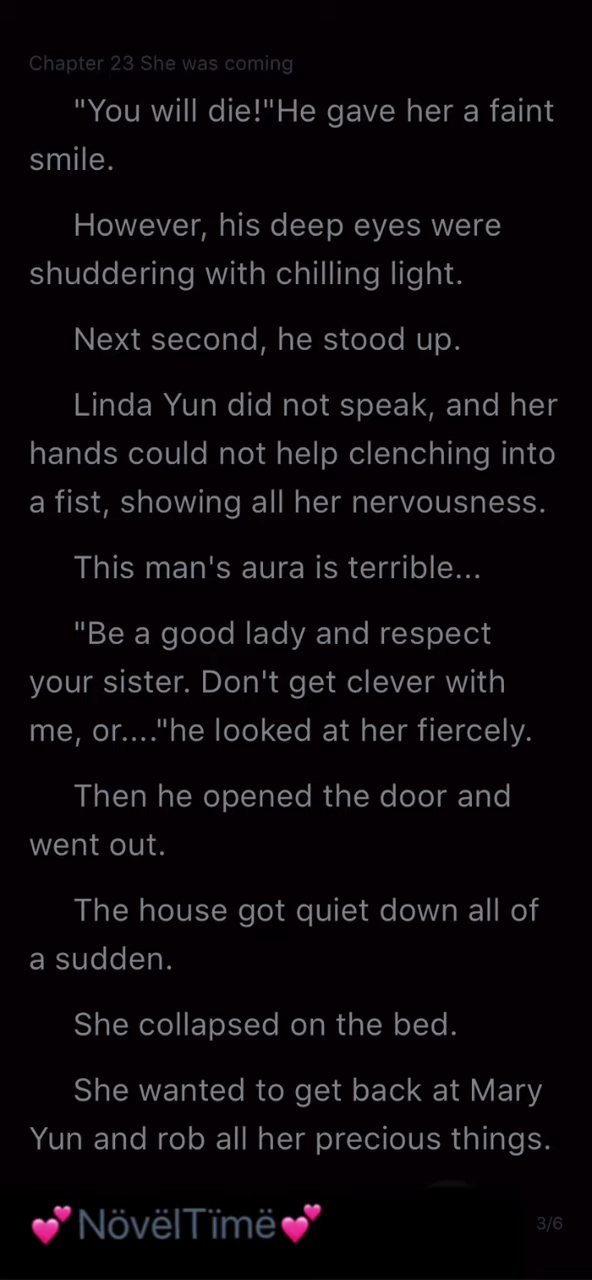 Chapter 23 She was coming
"You will die!"He gave her a faint
smile.
However, his deep eyes were
shuddering with chilling light.
Next second, he stood up.
Linda Yun did not speak, and her
hands could not help clenching into
a fist, showing all her nervousness.
This man's aura is terrible...
"Be a good lady and respect
your sister. Don't get clever with
me, or...."he looked at her fiercely.
Then he opened the door and
went out.
The house got quiet down all of
a sudden.
She collapsed on the bed.
She wanted to get back at Mary
Yun and rob all her precious things.
💕NövëlTïmë💕
3/6